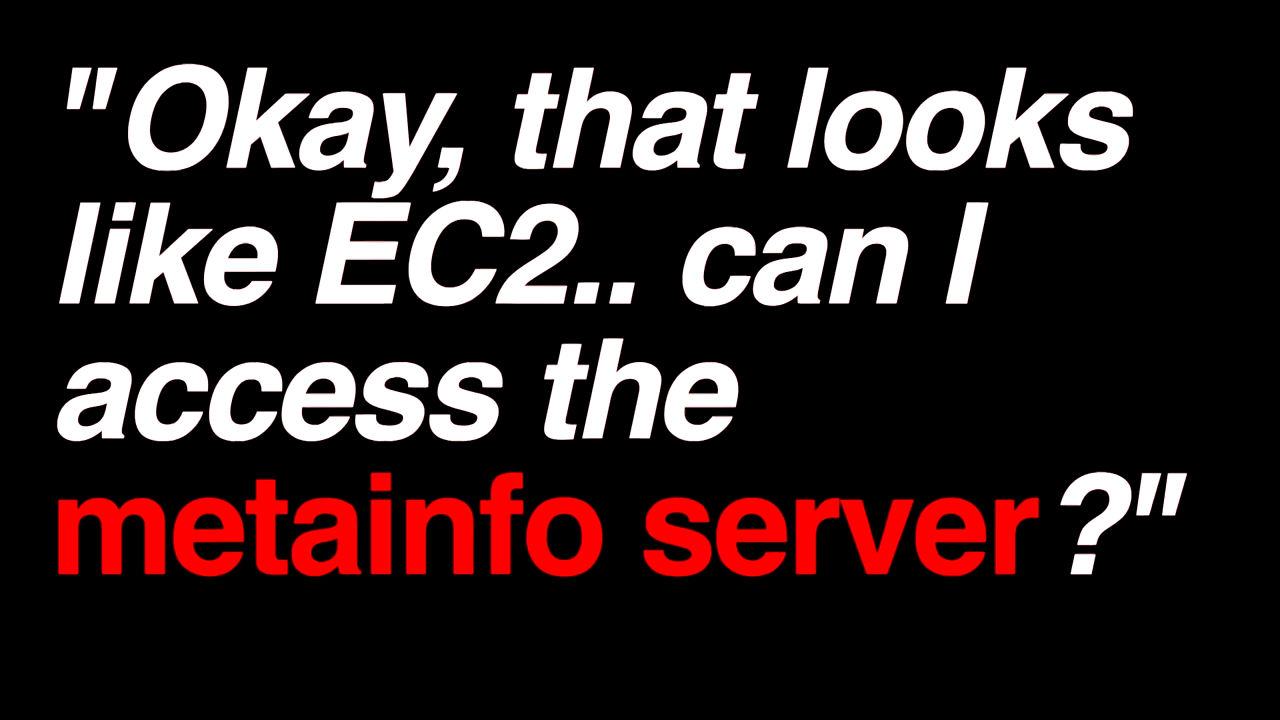 "Okay, that looks
like EC2.. can I
access the
metainfo server?"